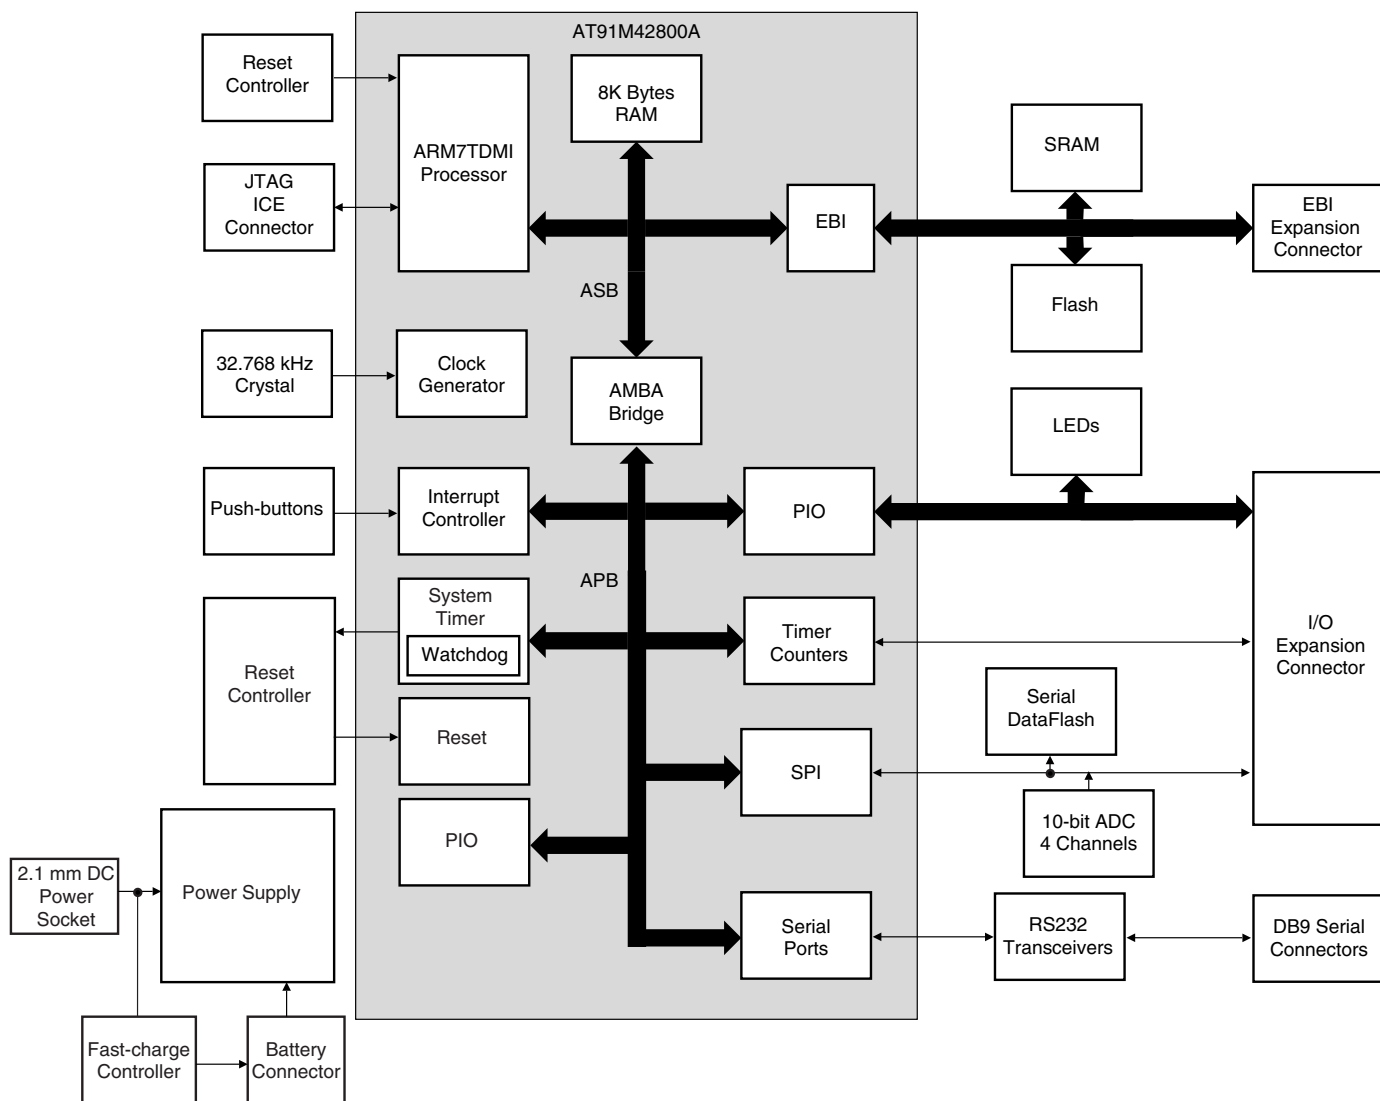 AT91M42800A
Reset
Controller
ARM7TDMI
Processor
8K Bytes
RAM
SRAM
JTAG
ICE
Connector
EBI
EBI
Expansion
Connector
ASB
Flash
32.768 kHz
Crystal
Clock
Generator
AMBA
Bridge
LEDs
Push-buttons
Interrupt
Controller
PIO
APB
System
Timer
Watchdog
Timer
Counters
I/O
Expansion
Connector
Reset
Controller
Reset
Serial
DataFlash
SPI
10-bit ADC
4 Channels
PIO
2.1 mm DC
Power
Socket
Power Supply
Serial
Ports
RS232
Transceivers
DB9 Serial
Connectors
Fast-charge
Controller
Battery
Connector